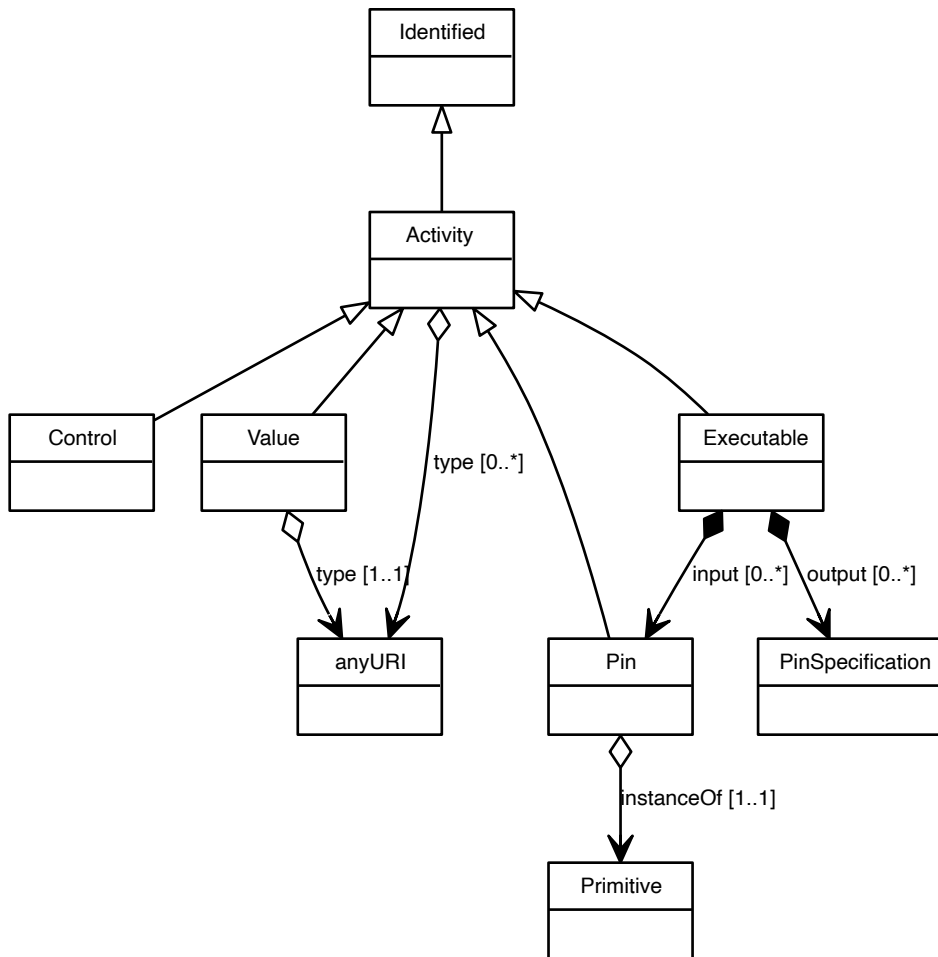 Identified
Activity
Control
Value
Executable
type [0..*]
type [1..1]
input [0..*]
output [0..*]
anyURI
Pin
PinSpecification
instanceOf [1..1]
Primitive